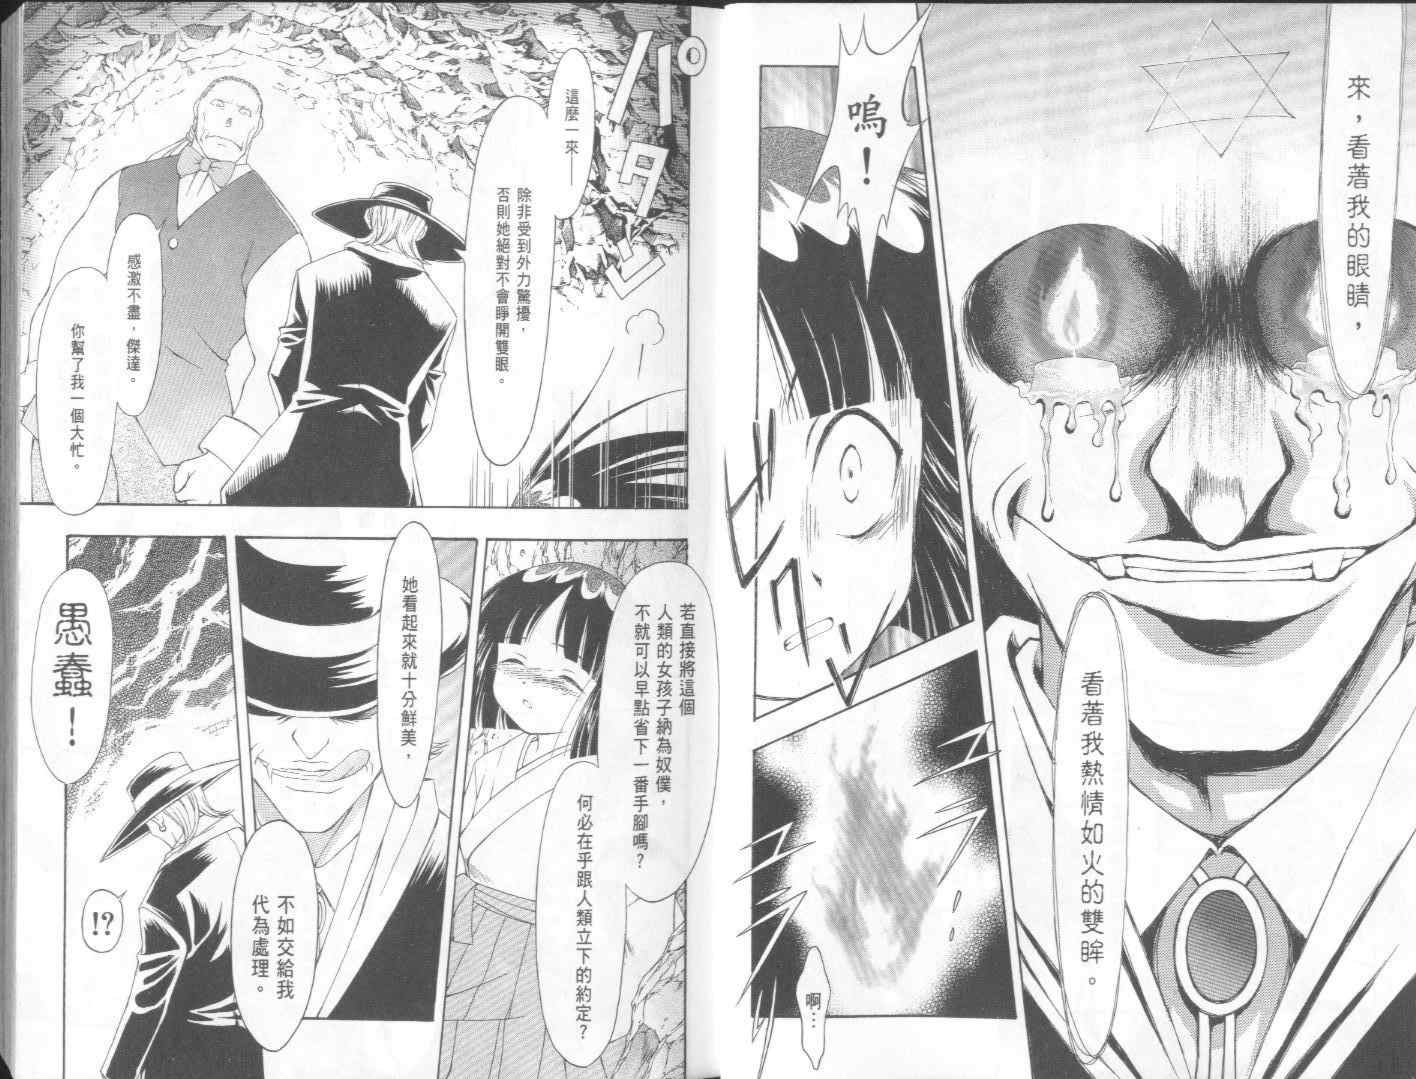 來，看著我的眼睛，
嗚！
看著我熱情如火的雙眸。
啊…
パタッ
這麼一來——
除非受到外力驚擾，
否則她絕對不會睜開雙眼。
感激不盡，傑達。
你幫了我一個大忙。
若直接將這個
人類的女孩子納為奴僕，
不就可以早點省下一番手腳嗎？
何必在乎跟人類立下的約定？
她看起來就十分鮮美，
不如交給我
代為處理。
愚蠢！
!?